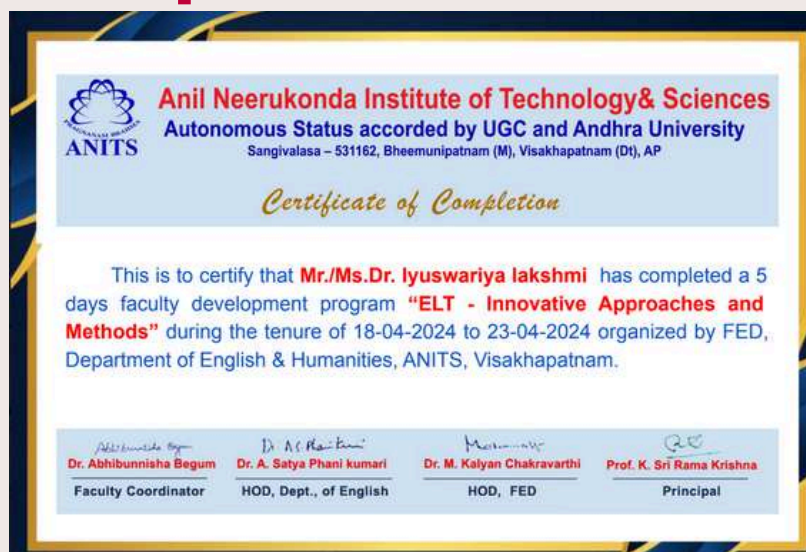 Anil Neerukonda Institute of Technology& Sciences
Autonomous Status accorded by UGC and Andhra University
Sangivalasa – 531162, Bheemunipatnam (M), Visakhapatnam (Dt), AP
ANITS
Certificate of Completion
This is to certify that Mr./Ms.Dr. Iyuswariya lakshmi has completed a 5
days faculty development program “ELT - Innovative Approaches and
Methods” during the tenure of 18-04-2024 to 23-04-2024 organized by FED,
Department of English & Humanities, ANITS, Visakhapatnam.
Dr. Abhibunnisha Begum
Faculty Coordinator
Dr. A. Satya Phani kumari
HOD, Dept., of English
Dr. M. Kalyan Chakravarthi
HOD, FED
Prof. K. Sri Rama Krishna
Principal